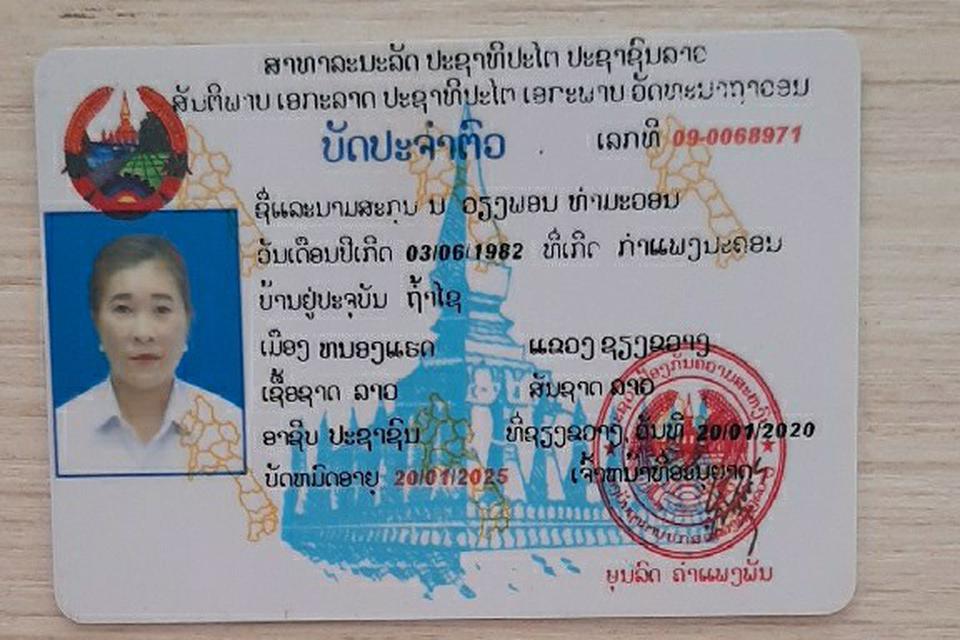 ສາທາລະນະລັດ ປະຊາທິປະໄຕ ປະຊາຊົນລາວ
ສັນຕິພາບ ເອກະລາດ ປະຊາທິປະໄຕ ເອກະພາບ ວັດທະນາຖາວອນ
ບັດປະຈຳຕົວ
ເລກທີ 09-0068971
ຊື່ແລະນາມສະກຸນ ນ ວຽງພອນ ທຳມະວອນ
ວັນເດືອນປີເກີດ 03/06/1982 ທີ່ເກີດ ກຳແພງນະຄອນ
ບ້ານຢູ່ປະຈຸບັນ ຖ້ຳໄຊ
ເມືອງ ໜອງແຮດ ແຂວງ ຊຽງຂວາງ
ເຊື້ອຊາດ ລາວ ສັນຊາດ ລາວ
ອາຊີບ ປະຊາຊົນ ທີ່ຊຽງຂວາງ, ວັນທີ 20/01/2020
ບັດຫມົດອາຍຸ 20/01/2025 ເຈົ້າຫນ້າທີ່ອະນຸຍາດ
ບຸນລົດ ຄຳແພງພັນ